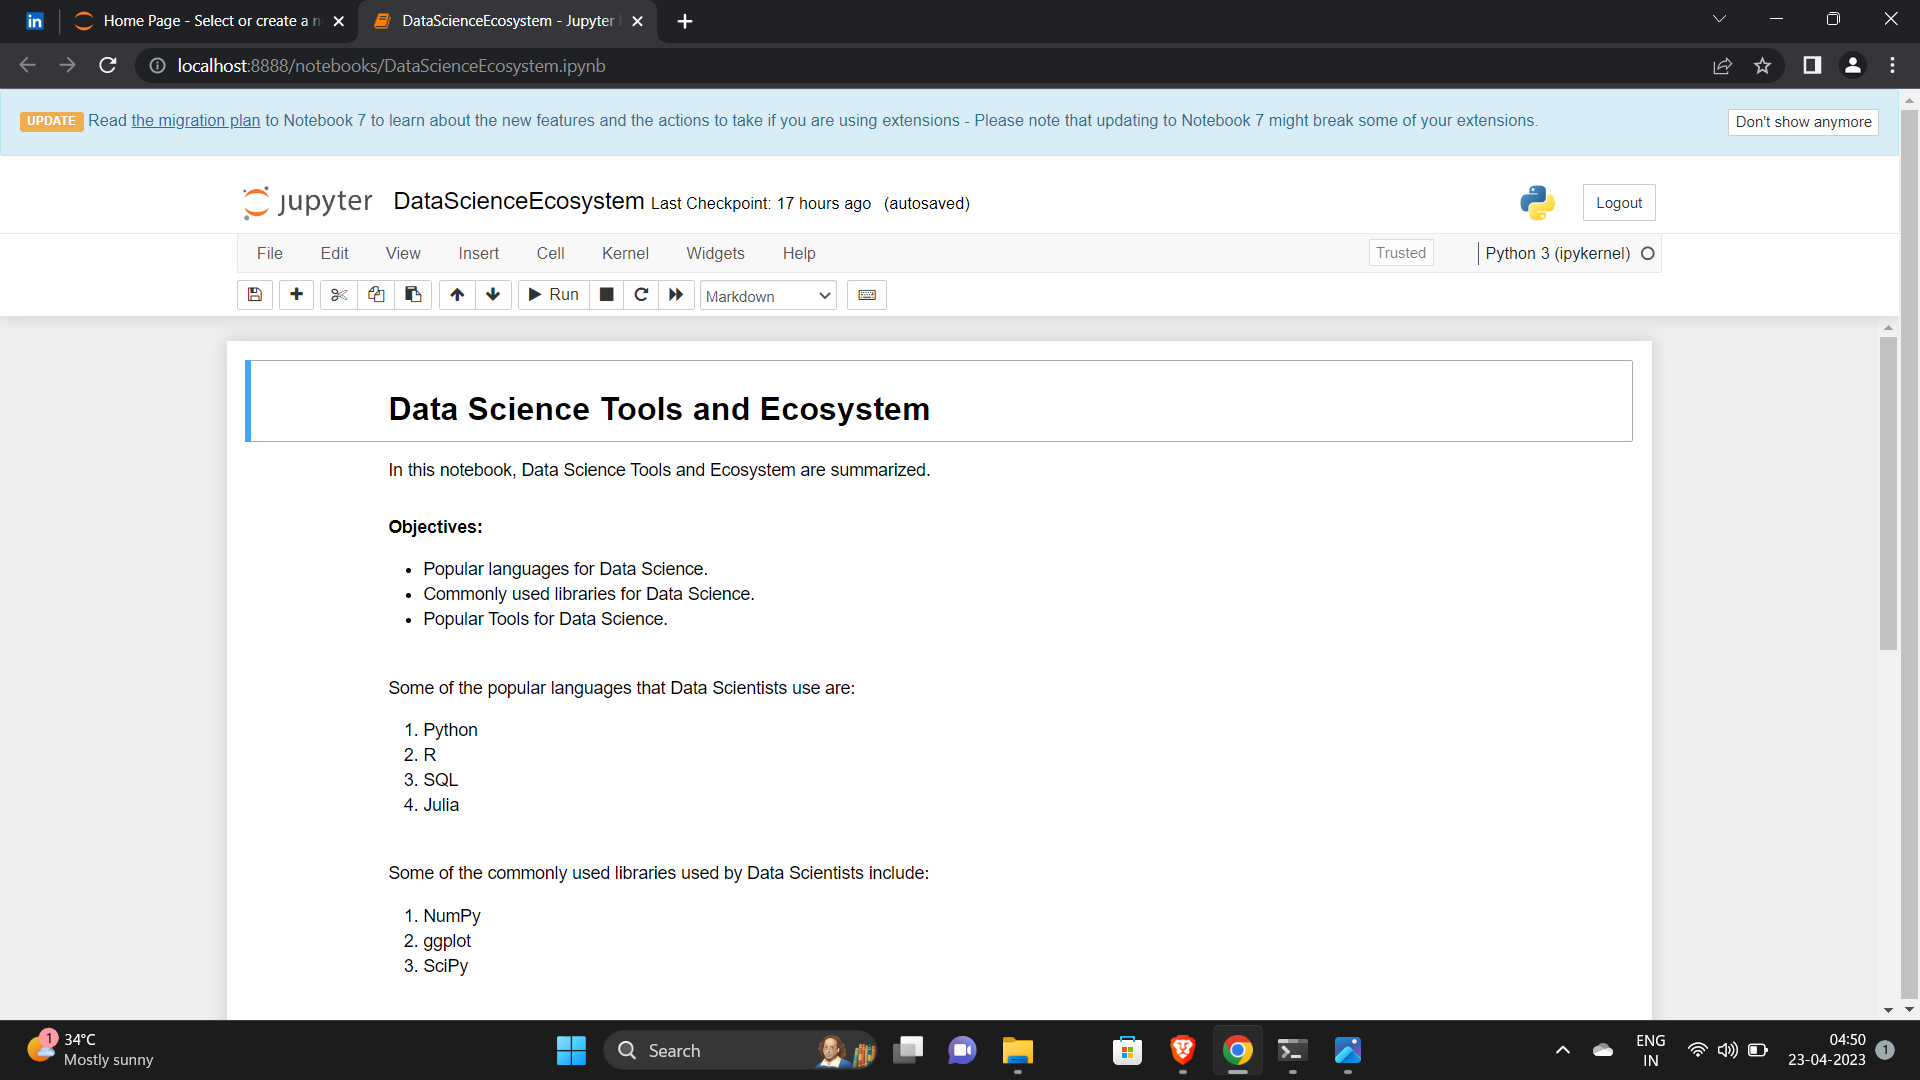 in
Home Page - Select or create a n
DataScienceEcosystem - Jupyter
localhost:8888/notebooks/DataScienceEcosystem.ipynb
UPDATE Read the migration plan to Notebook 7 to learn about the new features and the actions to take if you are using extensions - Please note that updating to Notebook 7 might break some of your extensions.
Don't show anymore
jupyter DataScienceEcosystem Last Checkpoint: 17 hours ago (autosaved)
Logout
File Edit View Insert Cell Kernel Widgets Help
Trusted
Python 3 (ipykernel)
Run
Markdown
Data Science Tools and Ecosystem
In this notebook, Data Science Tools and Ecosystem are summarized.
Objectives:
• Popular languages for Data Science.
• Commonly used libraries for Data Science.
• Popular Tools for Data Science.
Some of the popular languages that Data Scientists use are:
1. Python
2. R
3. SQL
4. Julia
Some of the commonly used libraries used by Data Scientists include:
1. NumPy
2. ggplot
3. SciPy
1
34°C
Mostly sunny
Search
ENG
IN
04:50
23-04-2023
1